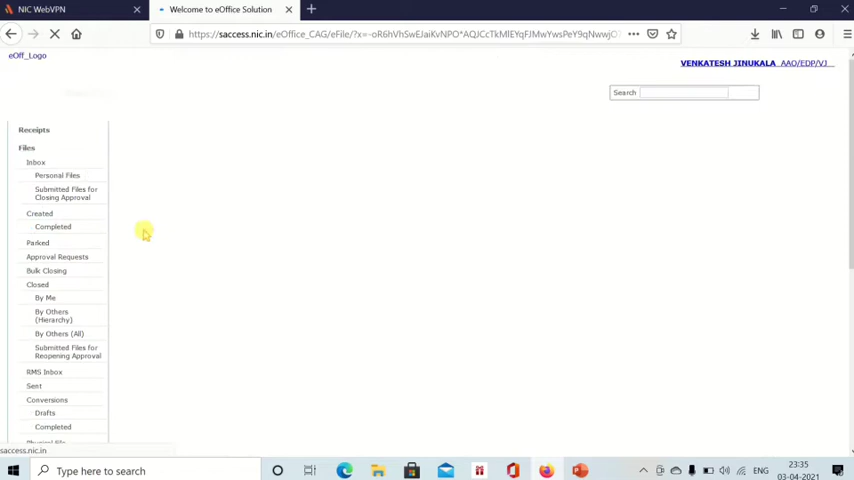 NIC WebVPN
Welcome to eOffice Solution
https://saccess.nic.in/eOffice_CAG/eFile/?x=-oR6hVhSwEJaiKvNPO*AQJCcTkMlEYqFJMwYwsPeY9qNwwjO
eOff_Logo
VENKATESH JINUKALA AAO/EDP/VJ
Search
Receipts
Files
Inbox
Personal Files
Submitted Files for
Closing Approval
Created
Completed
Parked
Approval Requests
Bulk Closing
Closed
By Me
By Others
(Hierarchy)
By Others (All)
Submitted Files for
Reopening Approval
RMS Inbox
Sent
Conversions
Drafts
Completed
saccess.nic.in
Type here to search
ENG
23:35
03-04-2021